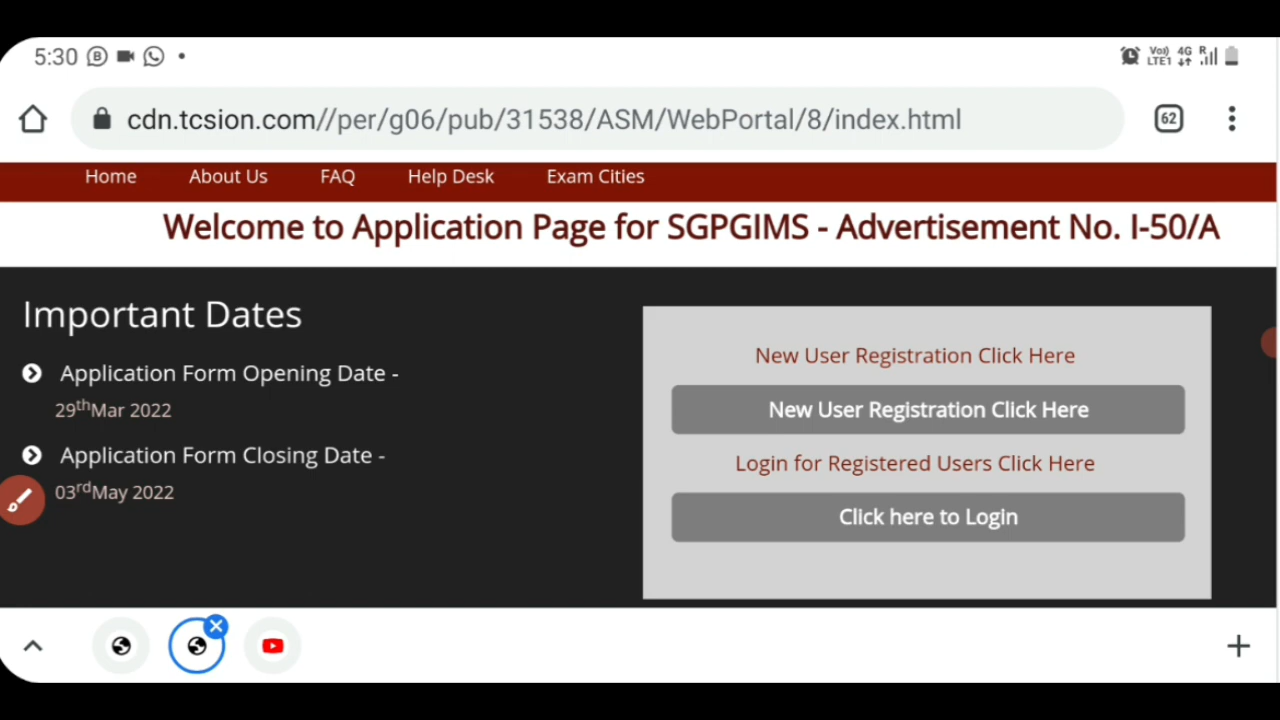 5:30
Vo) LTE1 4G R
cdn.tcsion.com//per/g06/pub/31538/ASM/WebPortal/8/index.html
62
Home About Us FAQ Help Desk Exam Cities
Welcome to Application Page for SGPGIMS - Advertisement No. I-50/A
Important Dates
Application Form Opening Date -
29thMar 2022
Application Form Closing Date -
03rdMay 2022
New User Registration Click Here
New User Registration Click Here
Login for Registered Users Click Here
Click here to Login